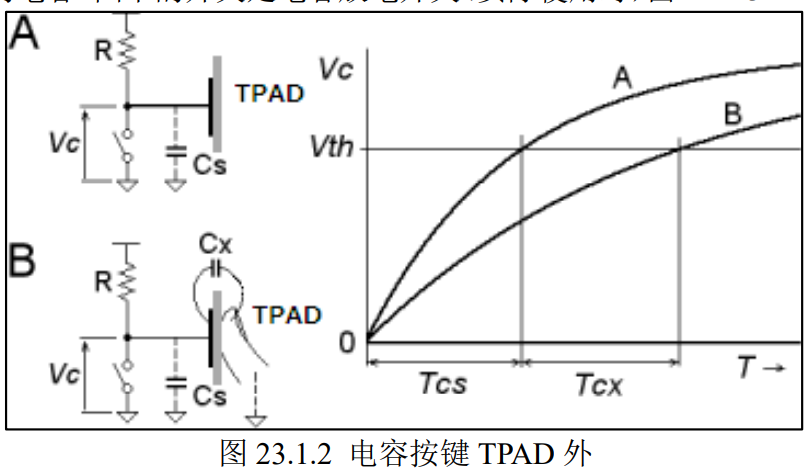 A
R
Vc
Cs
TPAD
B
R
Vc
Cs
Cx
TPAD
Vc
A
B
Vth
0
Tcs
Tcx
T→
图 23.1.2 电容按键 TPAD 外